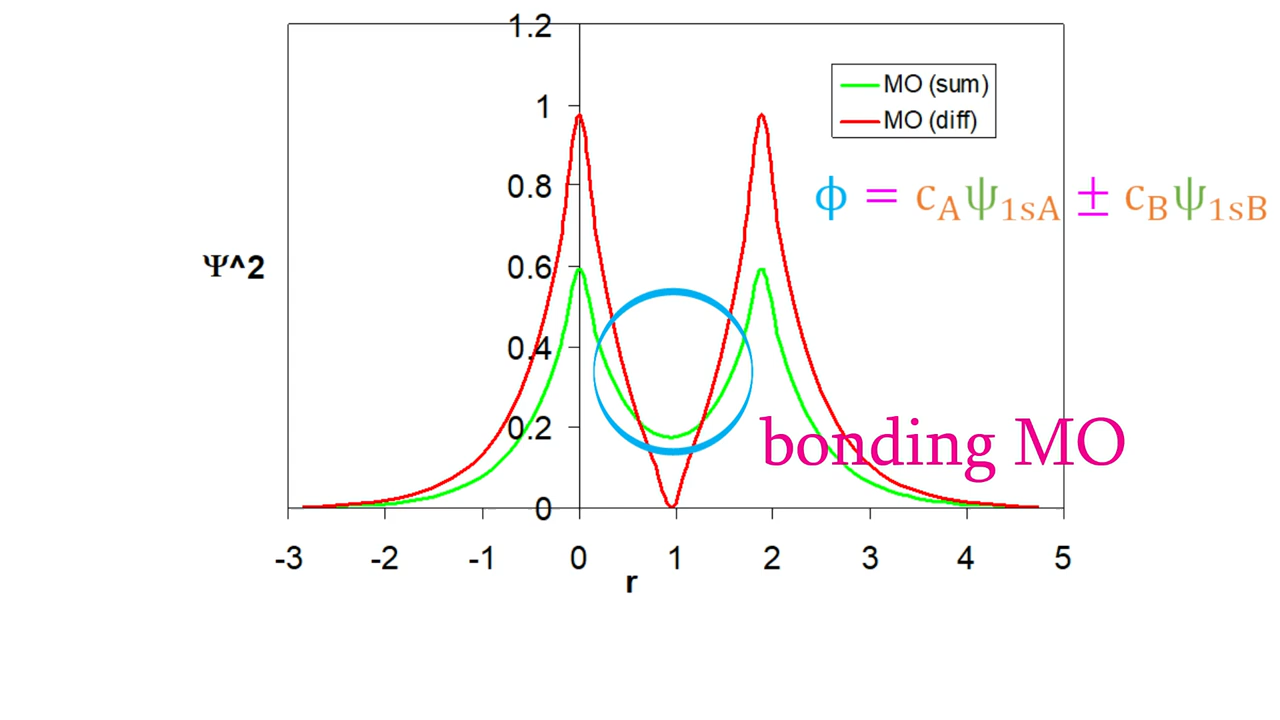 1.2
MO (sum)
1
MO (diff)
0.8
ϕ = cAψ1sA ± cBψ1sB
Ψ^2
0.6
0.4
0.2
bonding MO
0
-3 -2 -1 0 1 2 3 4 5
r